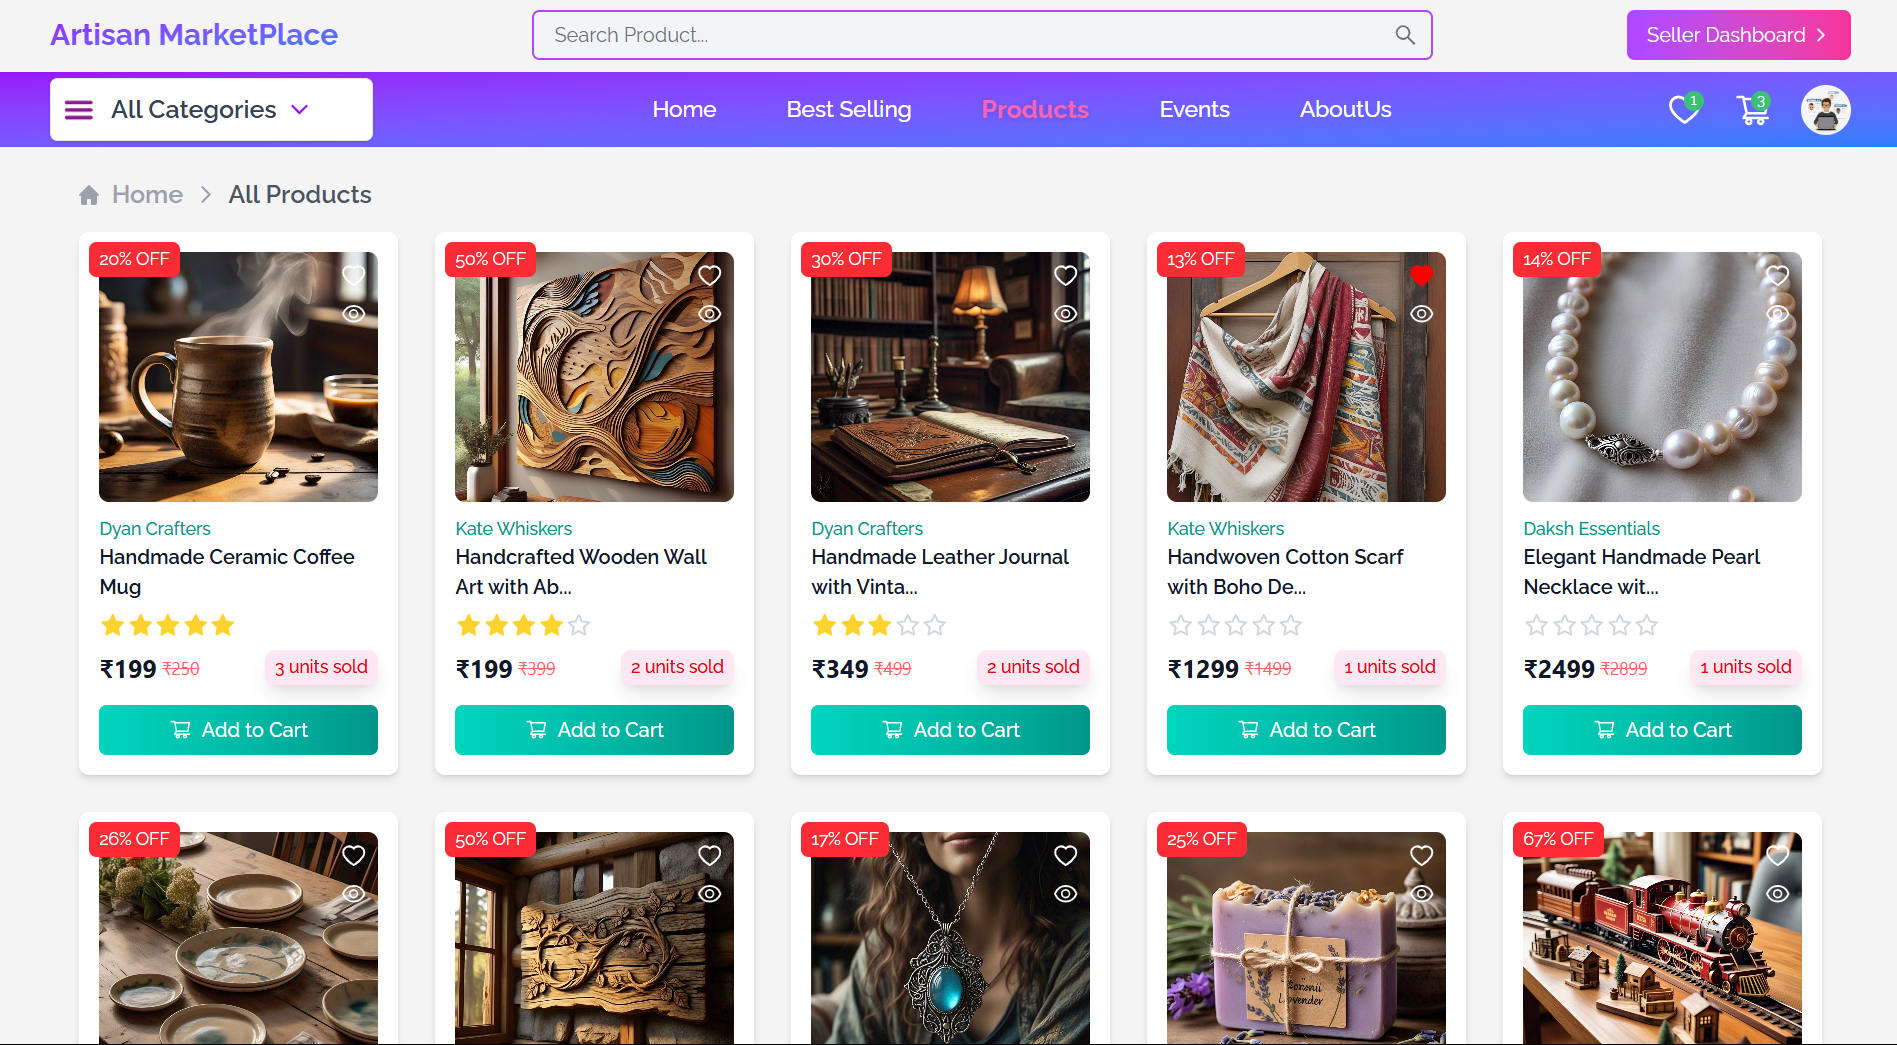 Artisan MarketPlace
Search Product...
Seller Dashboard
All Categories
Home
Best Selling
Products
Events
AboutUs
1
3
Home
All Products
20% OFF
50% OFF
30% OFF
13% OFF
14% OFF
Dyan Crafters
Kate Whiskers
Dyan Crafters
Kate Whiskers
Daksh Essentials
Handmade Ceramic Coffee
Mug
Handcrafted Wooden Wall
Art with Ab...
Handmade Leather Journal
with Vinta...
Handwoven Cotton Scarf
with Boho De...
Elegant Handmade Pearl
Necklace wit...
₹199 ₹250
3 units sold
₹199 ₹399
2 units sold
₹349 ₹499
2 units sold
₹1299 ₹1499
1 units sold
₹2499 ₹2899
1 units sold
Add to Cart
Add to Cart
Add to Cart
Add to Cart
Add to Cart
26% OFF
50% OFF
17% OFF
25% OFF
67% OFF